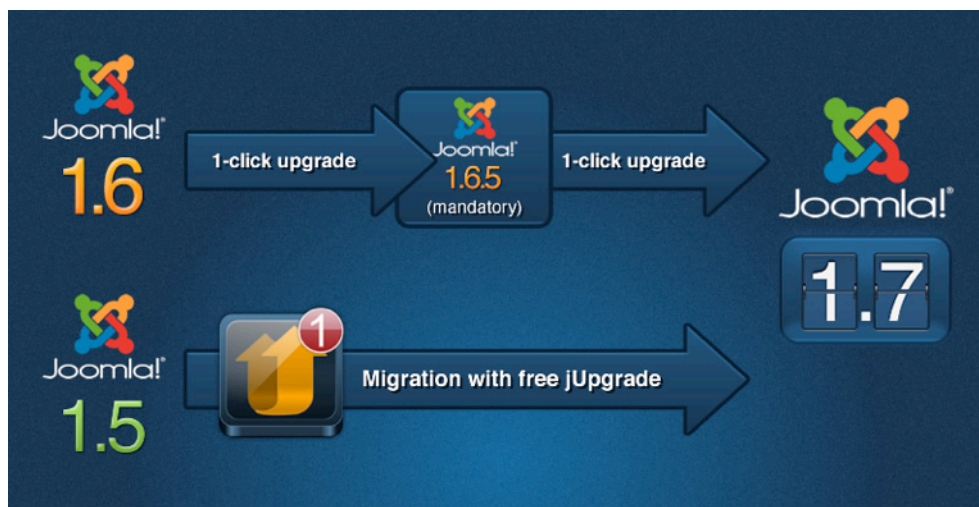 Joomla!
1.6
1-click upgrade
Joomla!
1.6.5
(mandatory)
1-click upgrade
Joomla!
1.7
Joomla!
1.5
1
Migration with free jUpgrade